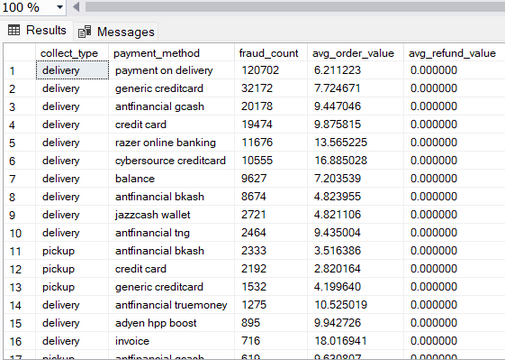 100 %
Results Messages
collect_type payment_method fraud_count avg_order_value avg_refund_value
1 delivery payment on delivery 120702 6.211223 0.000000
2 delivery generic creditcard 32172 7.724671 0.000000
3 delivery antfinancial gcash 20178 9.447046 0.000000
4 delivery credit card 19474 9.875815 0.000000
5 delivery razer online banking 11676 13.565225 0.000000
6 delivery cybersource creditcard 10555 16.885028 0.000000
7 delivery balance 9627 7.203539 0.000000
8 delivery antfinancial bkash 8674 4.823955 0.000000
9 delivery jazzcash wallet 2721 4.821106 0.000000
10 delivery antfinancial tng 2464 9.435004 0.000000
11 pickup antfinancial bkash 2333 3.516386 0.000000
12 pickup credit card 2192 2.820164 0.000000
13 pickup generic creditcard 1532 4.199640 0.000000
14 delivery antfinancial truemoney 1275 10.525019 0.000000
15 delivery adyen hpp boost 895 9.942726 0.000000
16 delivery invoice 716 18.016941 0.000000
17 pickup antfinancial gcash 619 9.630807 0.000000